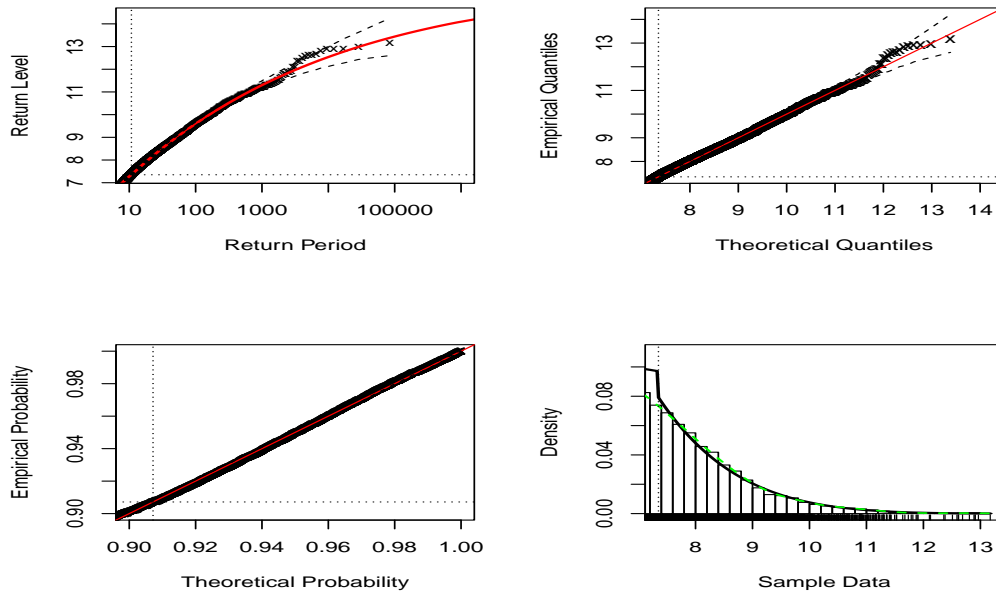 Return Level
7 8 9 11 13
10 100 1000 100000
Return Period
Empirical Quantiles
8 9 11 13
8 9 10 11 12 13 14
Theoretical Quantiles
Empirical Probability
0.90 0.94 0.98
0.90 0.92 0.94 0.96 0.98 1.00
Theoretical Probability
Density
0.00 0.04 0.08
8 9 10 11 12 13
Sample Data